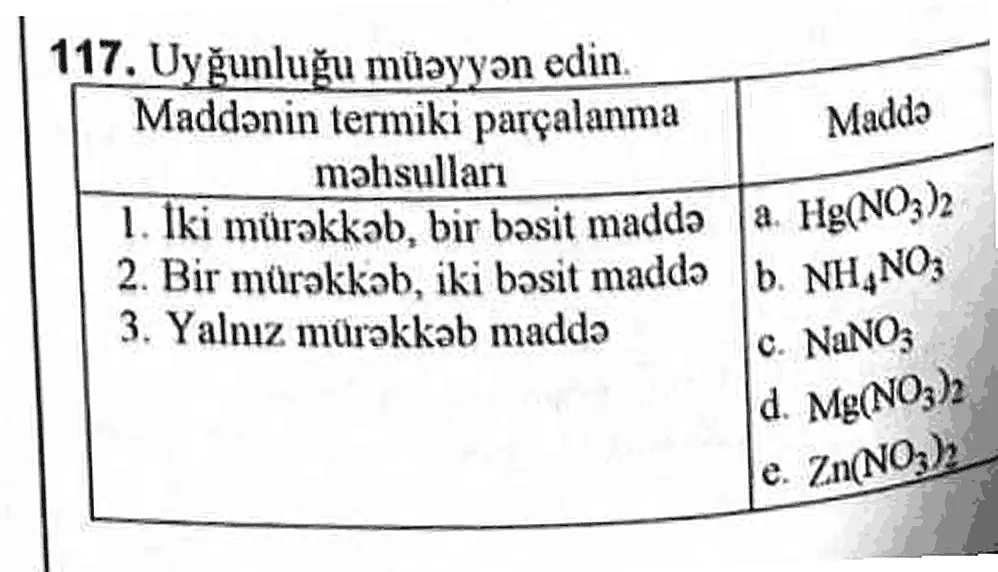 117. Uyğunluğu müəyyən edin.
Maddənin termiki parçalanma
məhsulları
Maddə
1. İki mürəkkəb, bir bəsit maddə
2. Bir mürəkkəb, iki bəsit maddə
3. Yalnız mürəkkəb maddə
a. Hg(NO₃)₂
b. NH₄NO₃
c. NaNO₃
d. Mg(NO₃)₂
e. Zn(NO₃)₂